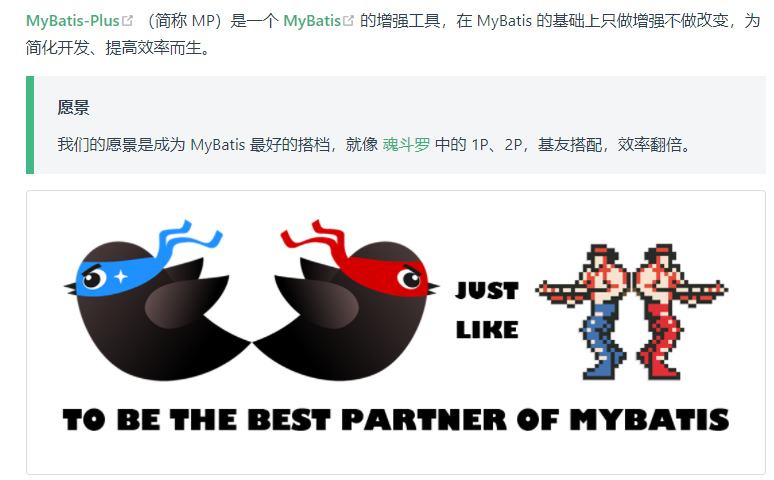 MyBatis-Plus （简称 MP）是一个 MyBatis 的增强工具，在 MyBatis 的基础上只做增强不做改变，为
简化开发、提高效率而生。
愿景
我们的愿景是成为 MyBatis 最好的搭档，就像 魂斗罗 中的 1P、2P，基友搭配，效率翻倍。
JUST
LIKE
TO BE THE BEST PARTNER OF MYBATIS